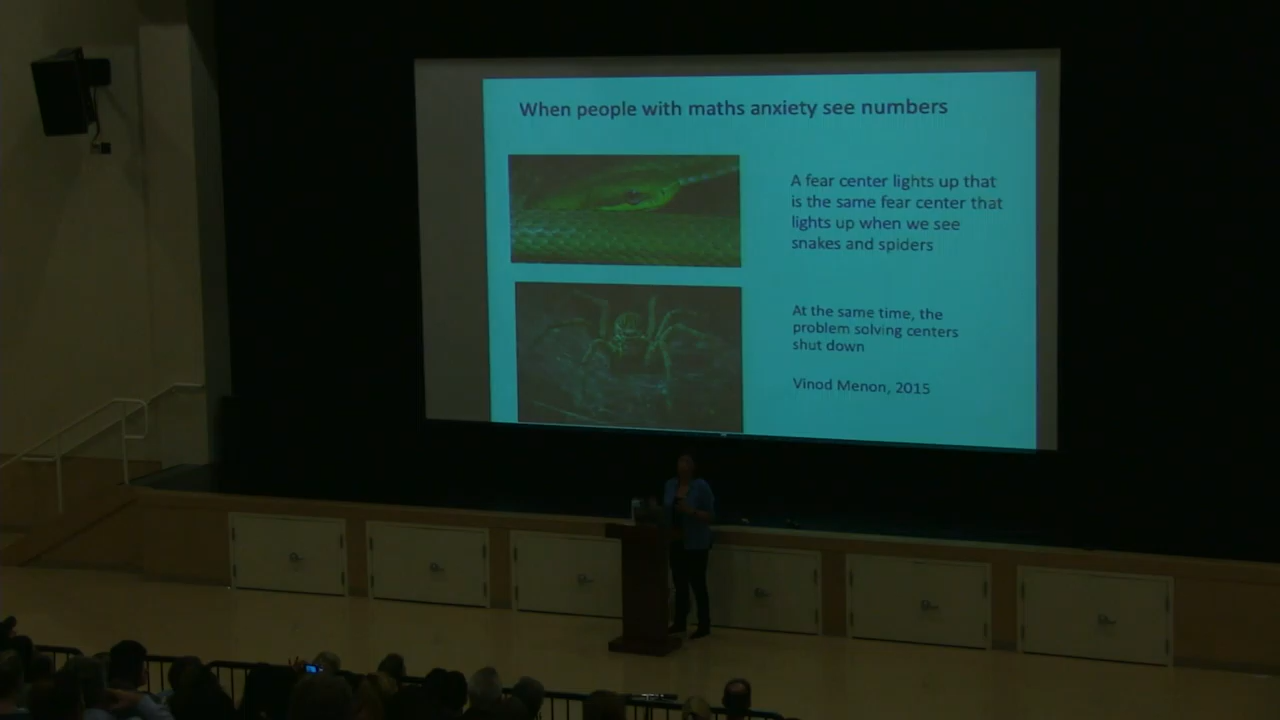 When people with maths anxiety see numbers
A fear center lights up that
is the same fear center that
lights up when we see
snakes and spiders
At the same time, the
problem solving centers
shut down
Vinod Menon, 2015